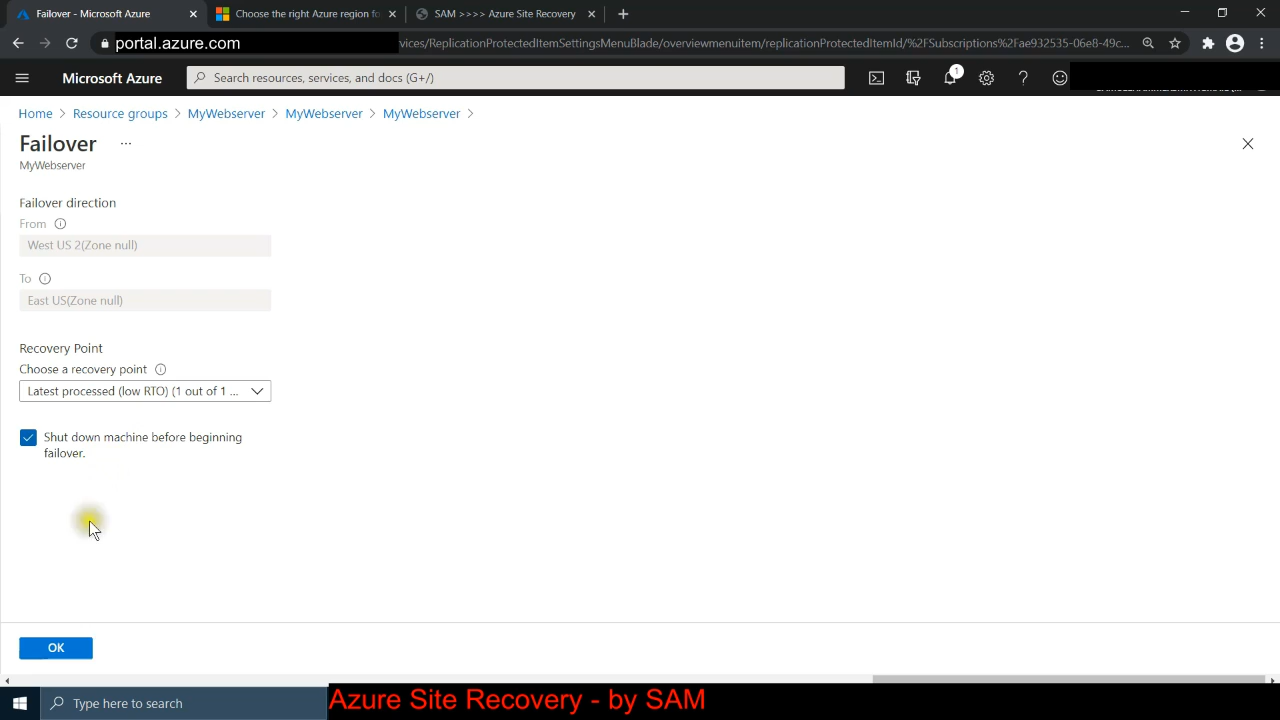 Failover - Microsoft Azure
Choose the right Azure region fo
SAM >>>> Azure Site Recovery
portal.azure.com
vices/ReplicationProtectedItemSettingsMenuBlade/overviewmenuitem/replicationProtectedItemId/%2FSubscriptions%2Fae932535-06e8-49c...
Microsoft Azure
Search resources, services, and docs (G+/)
1
Home > Resource groups > MyWebserver > MyWebserver > MyWebserver >
Failover ...
MyWebserver
Failover direction
From
West US 2(Zone null)
To
East US(Zone null)
Recovery Point
Choose a recovery point
Latest processed (low RTO) (1 out of 1 ...
Shut down machine before beginning
failover.
OK
Type here to search
Azure Site Recovery - by SAM